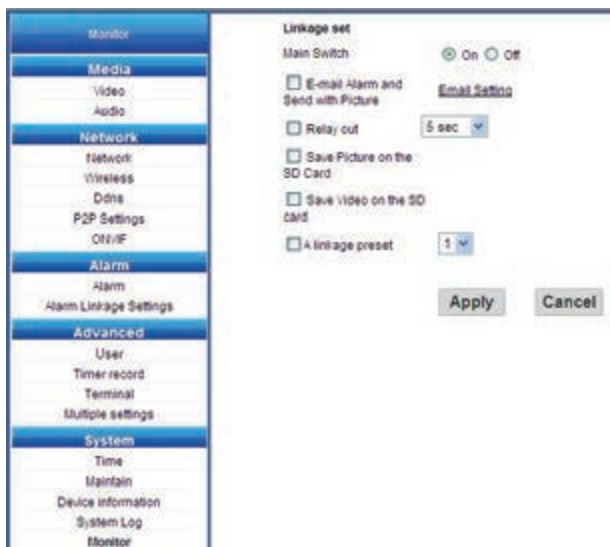 Monitor
Media
Video
Audio
Network
Network
Wireless
Ddns
P2P Settings
ONVIF
Alarm
Alarm
Alarm Linkage Settings
Advanced
User
Timer record
Terminal
Multiple settings
System
Time
Maintain
Device information
System Log
Monitor
Linkage set
Main Switch On Off
E-mail Alarm and
Send with Picture Email Setting
Relay out 5 sec
Save Picture on the
SD Card
Save Video on the SD
card
A linkage preset 1
Apply Cancel